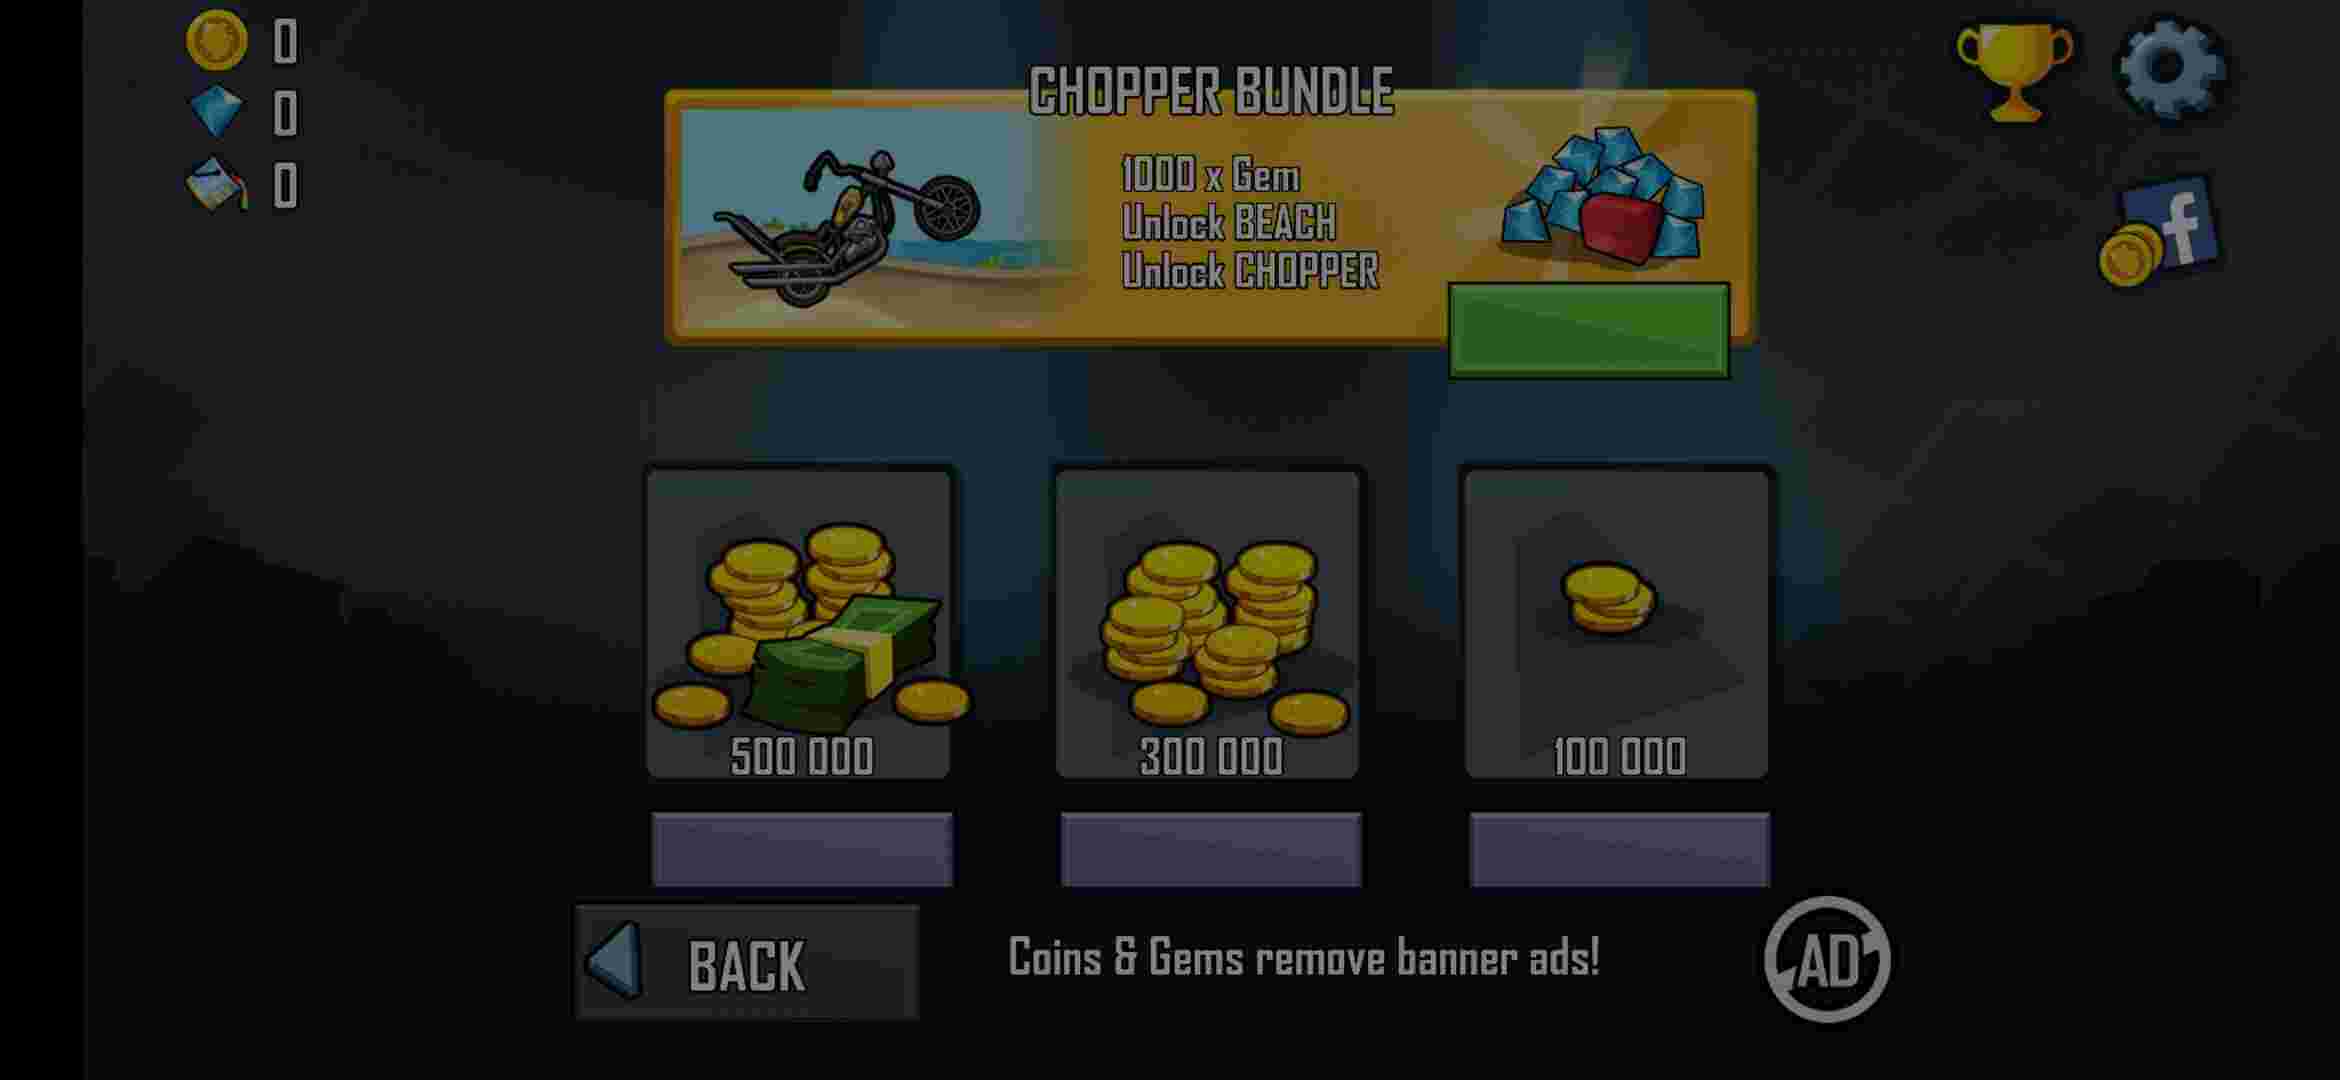 0
0
0
CHOPPER BUNDLE
1000 x Gem
Unlock BEACH
Unlock CHOPPER
f
500 000
300 000
100 000
BACK
Coins & Gems remove banner ads!
AD